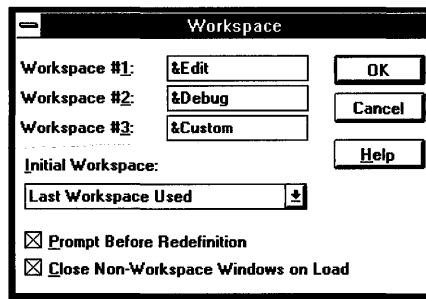 Workspace
Workspace #1: &Edit
OK
Workspace #2: &Debug
Cancel
Workspace #3: &Custom
Help
Initial Workspace:
Last Workspace Used
Prompt Before Redefinition
Close Non-Workspace Windows on Load